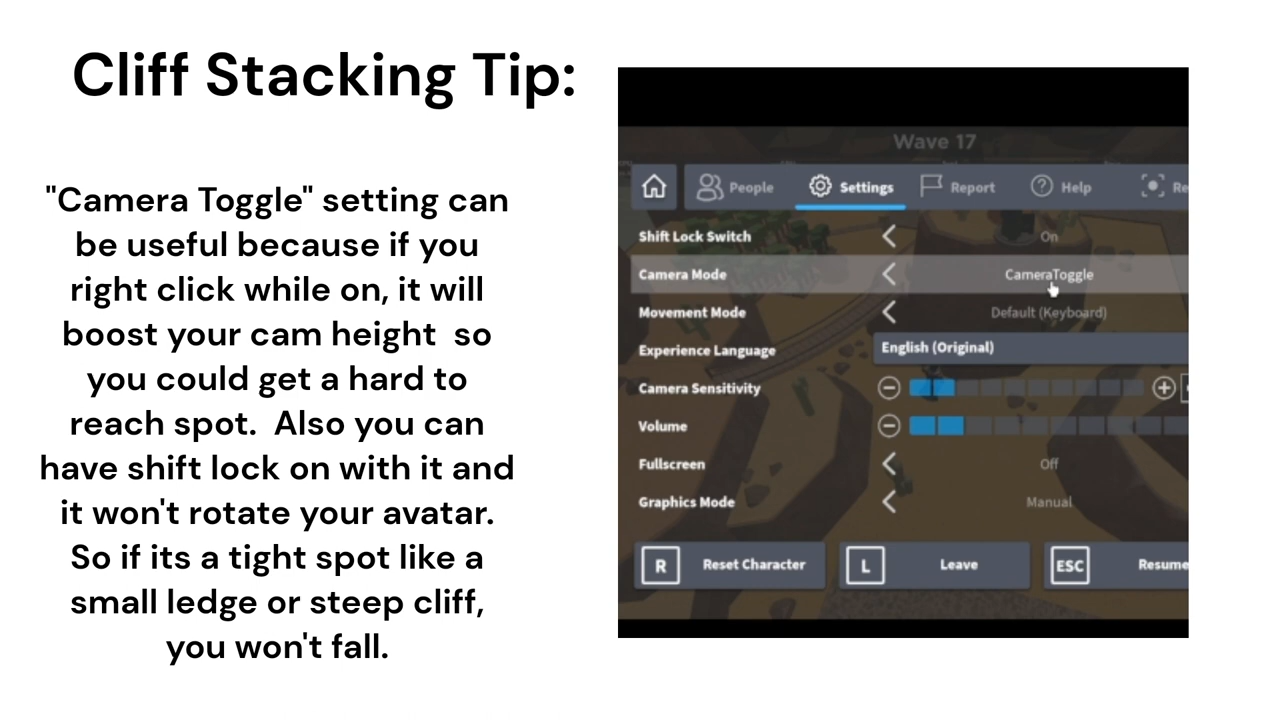 Cliff Stacking Tip:
"Camera Toggle" setting can
be useful because if you
right click while on, it will
boost your cam height  so
you could get a hard to
reach spot.  Also you can
have shift lock on with it and
it won't rotate your avatar.
So if its a tight spot like a
small ledge or steep cliff,
you won't fall.
Wave 17
People Settings Report Help Re
Shift Lock Switch On
Camera Mode CameraToggle
Movement Mode Default (Keyboard)
Experience Language English (Original)
Camera Sensitivity
Volume
Fullscreen Off
Graphics Mode Manual
R Reset Character L Leave ESC Resume